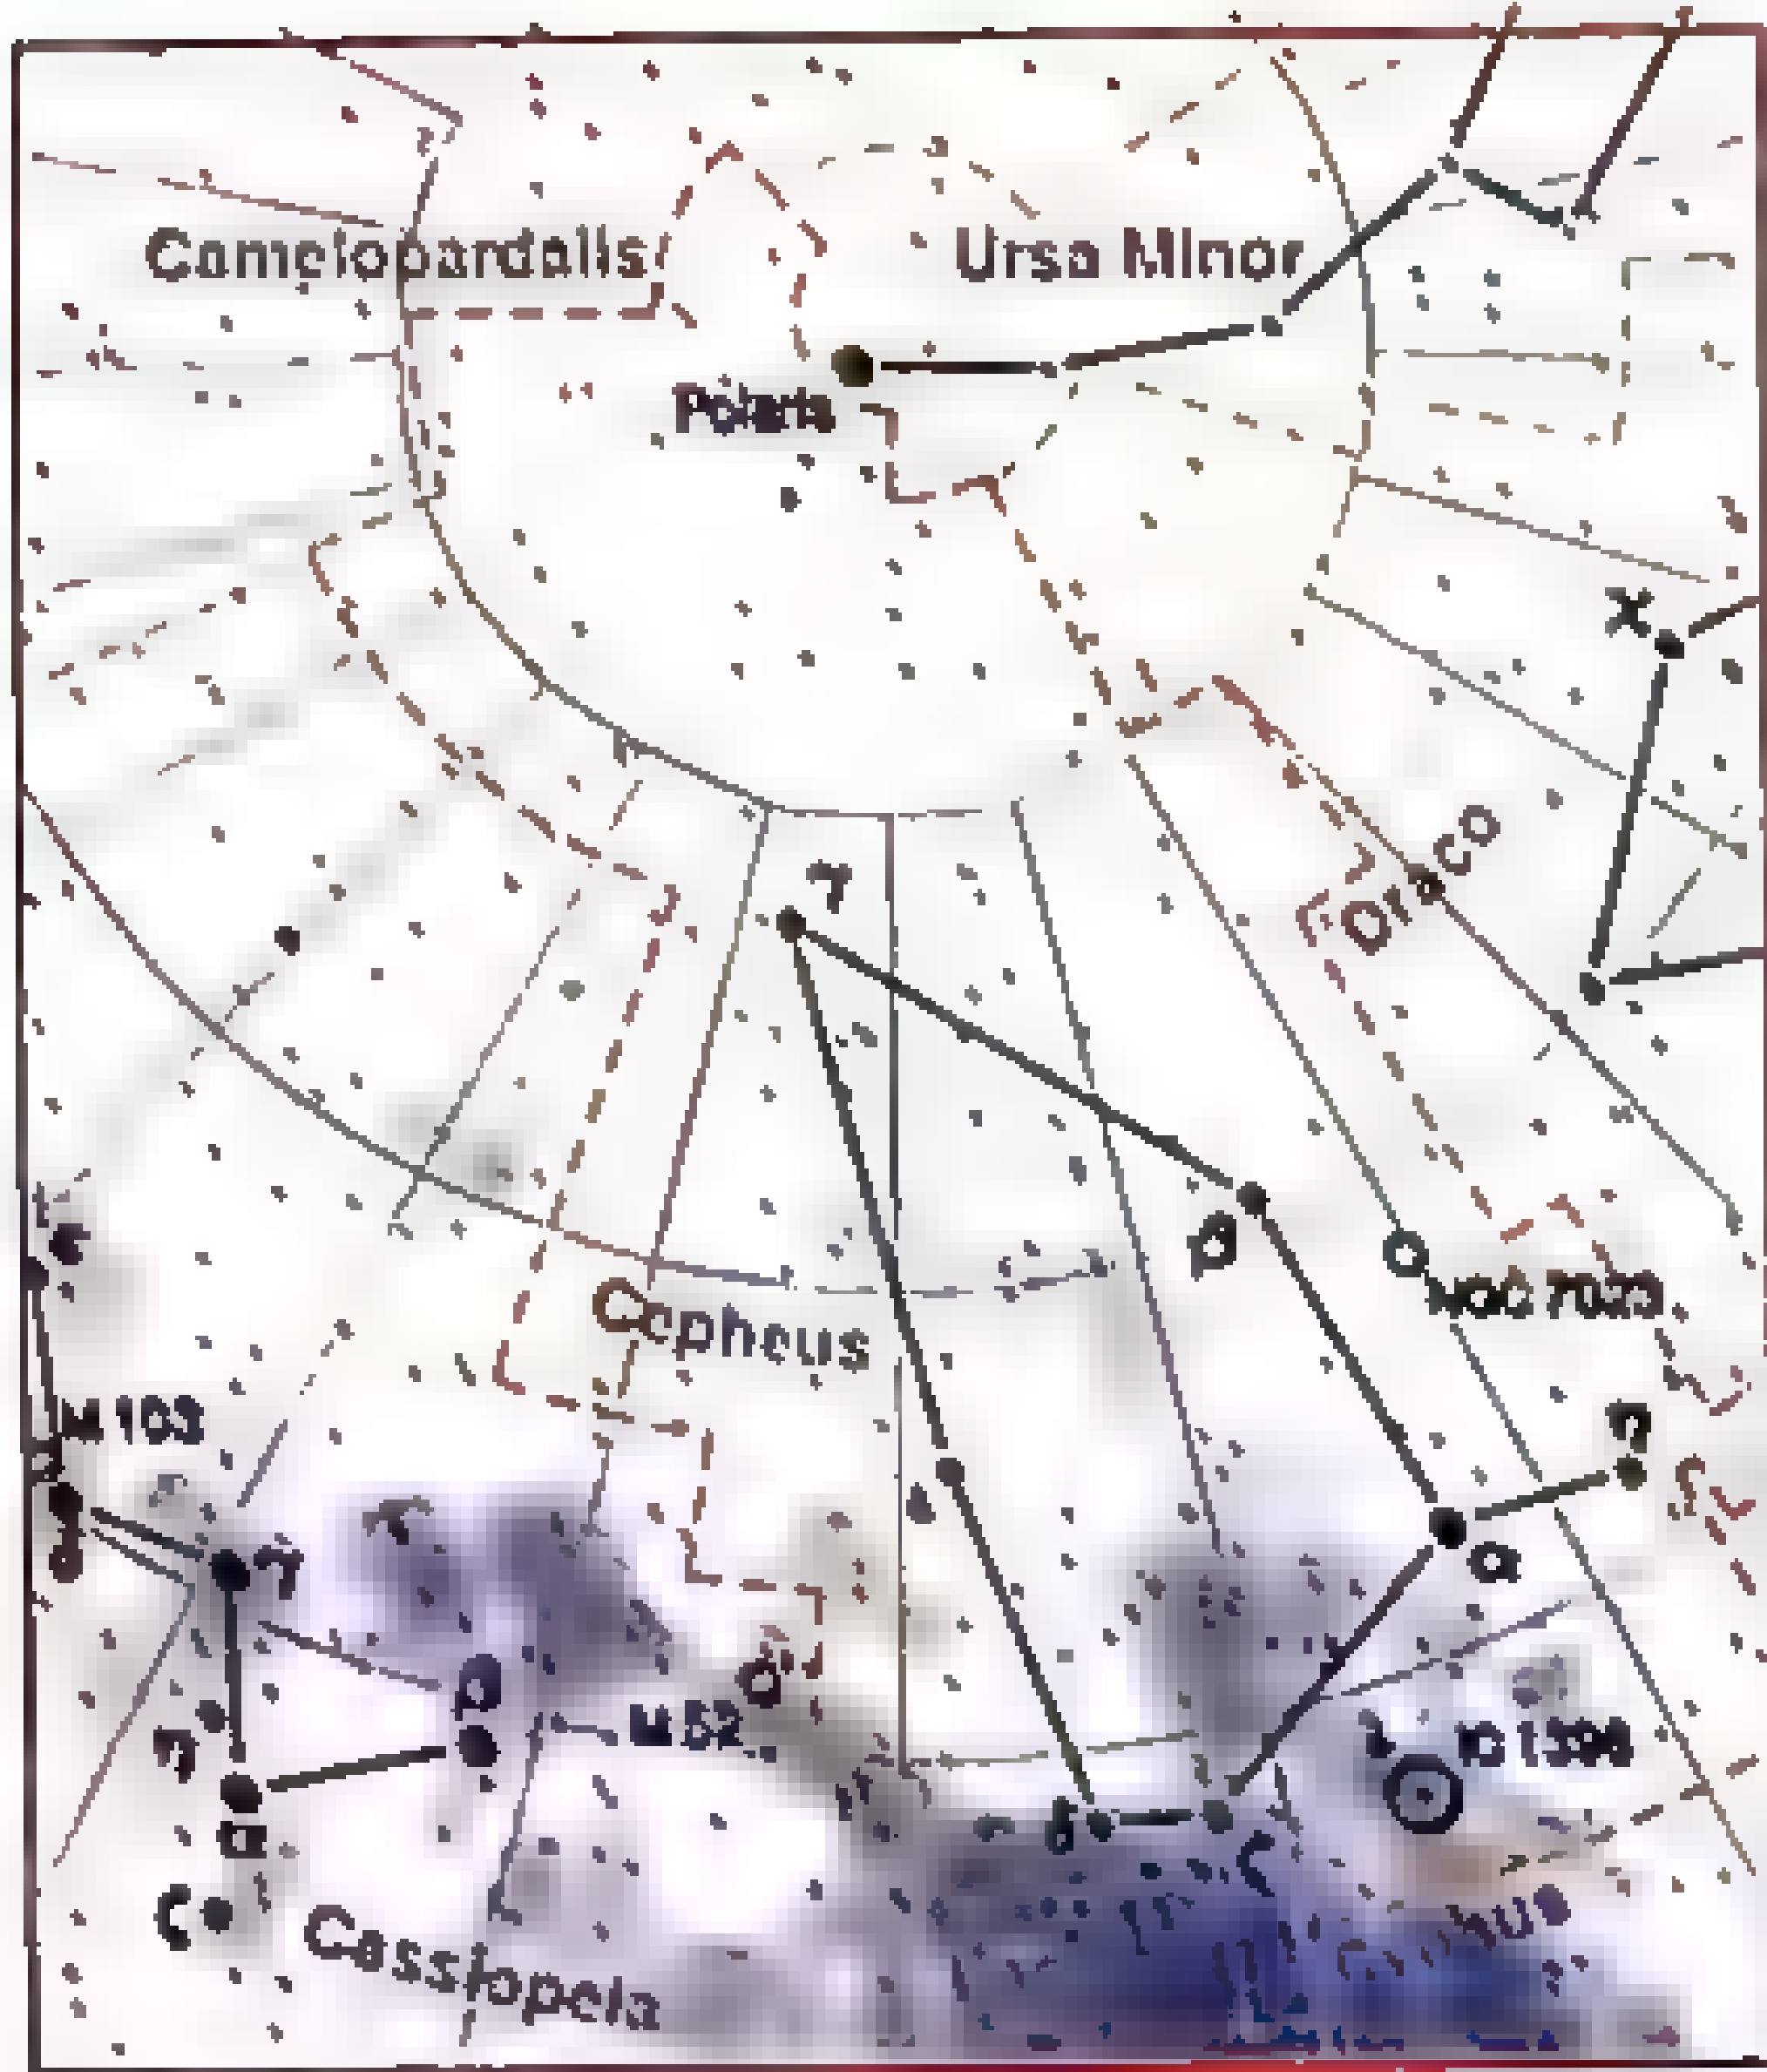 Camelopardalis
Ursa Minor
Polaris
χ
γ
Draco
β
NGC 7023
Cepheus
M 103
η
γ
α
β
M 52
η
IC 1396
α
δ
ζ
ζ
Cassiopeia